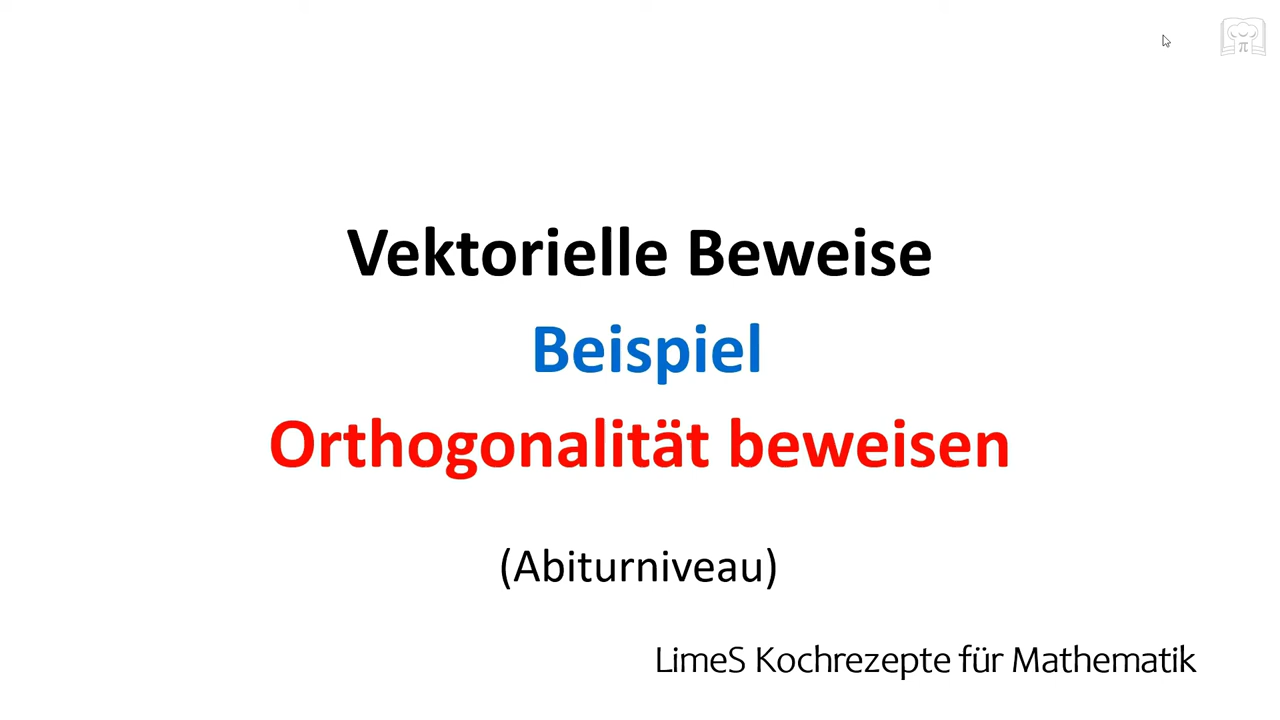 π
Vektorielle Beweise
Beispiel
Orthogonalität beweisen
(Abiturniveau)
LimeS Kochrezepte für Mathematik